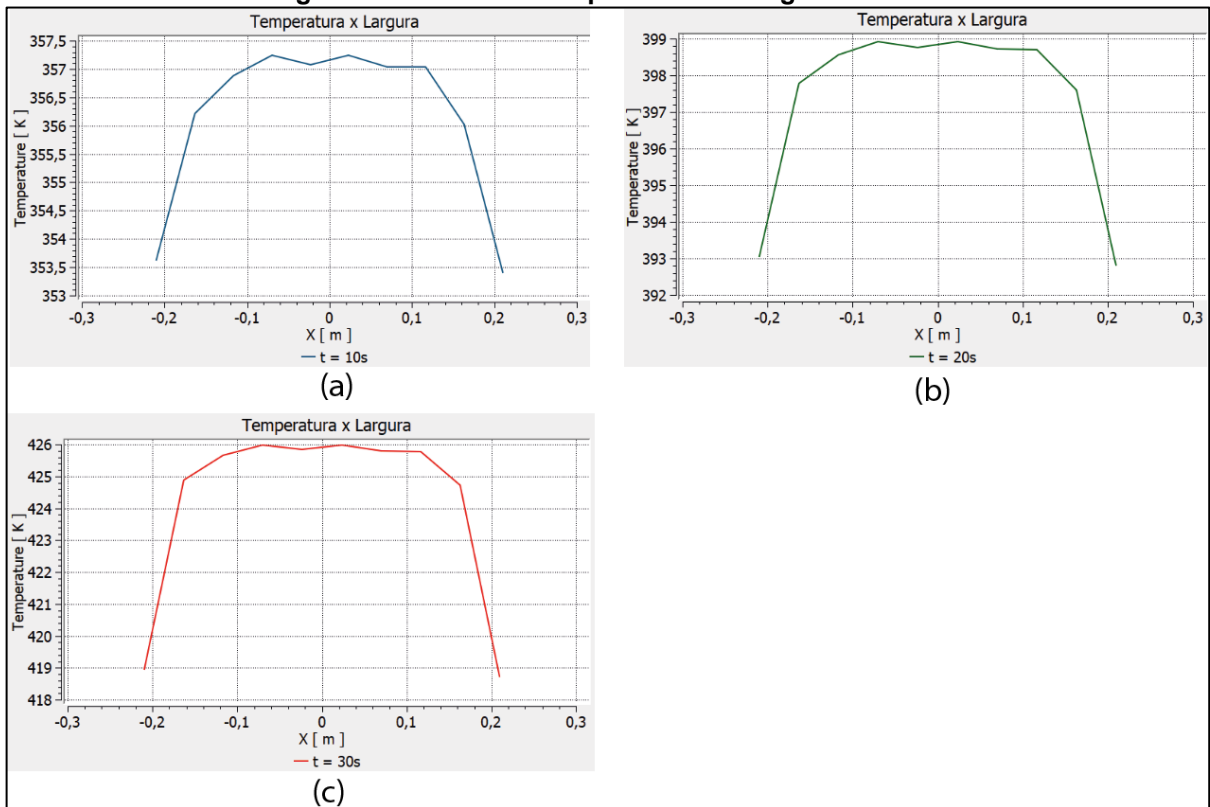 Temperatura x Largura
357,5
357
356,5
356
355,5
355
354,5
354
353,5
353
Temperature [ K ]
-0,3 -0,2 -0,1 0 0,1 0,2 0,3
X [ m ]
t = 10s
(a)
Temperatura x Largura
399
398
397
396
395
394
393
392
Temperature [ K ]
-0,3 -0,2 -0,1 0 0,1 0,2 0,3
X [ m ]
t = 20s
(b)
Temperatura x Largura
426
425
424
423
422
421
420
419
418
Temperature [ K ]
-0,3 -0,2 -0,1 0 0,1 0,2 0,3
X [ m ]
t = 30s
(c)